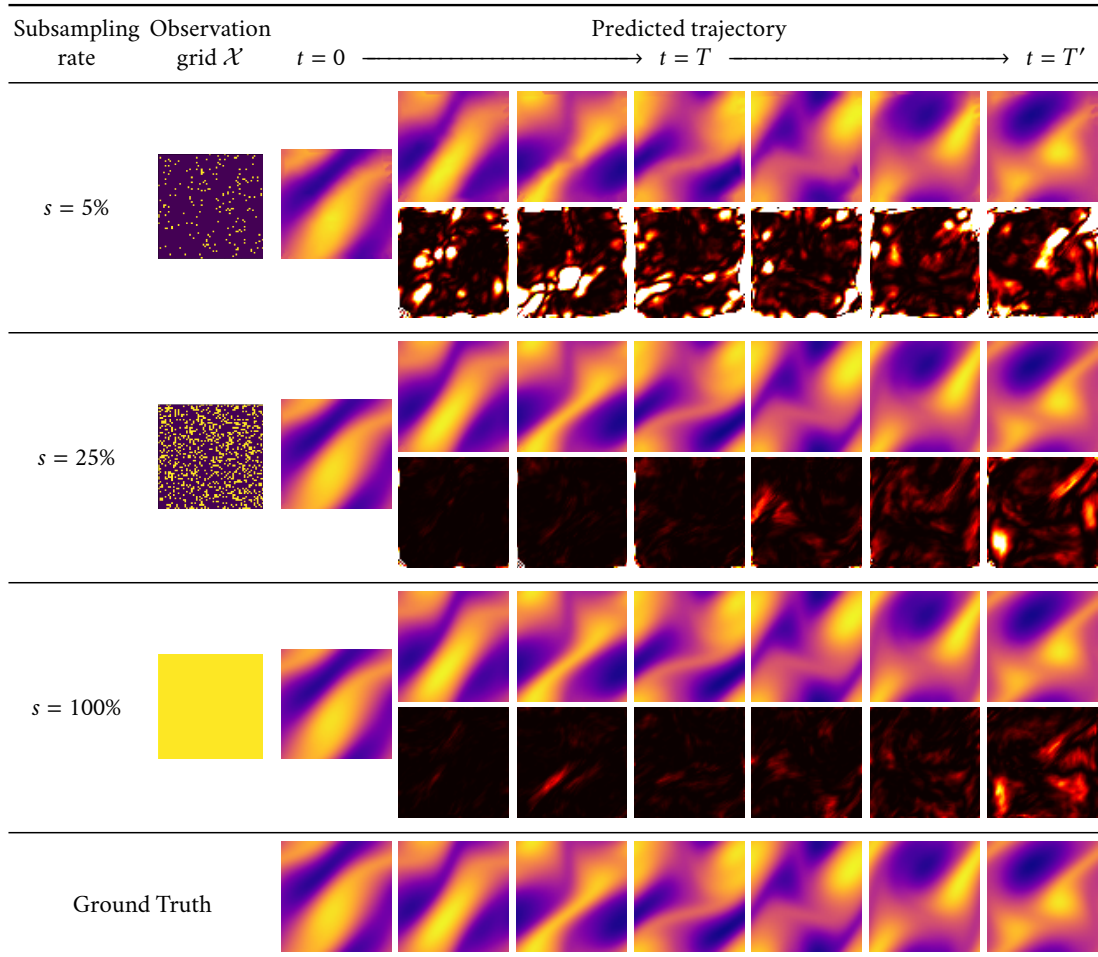 Subsampling rate
Observation grid 𝒳
Predicted trajectory
t = 0
t = T
t = T′
s = 5%
s = 25%
s = 100%
Ground Truth